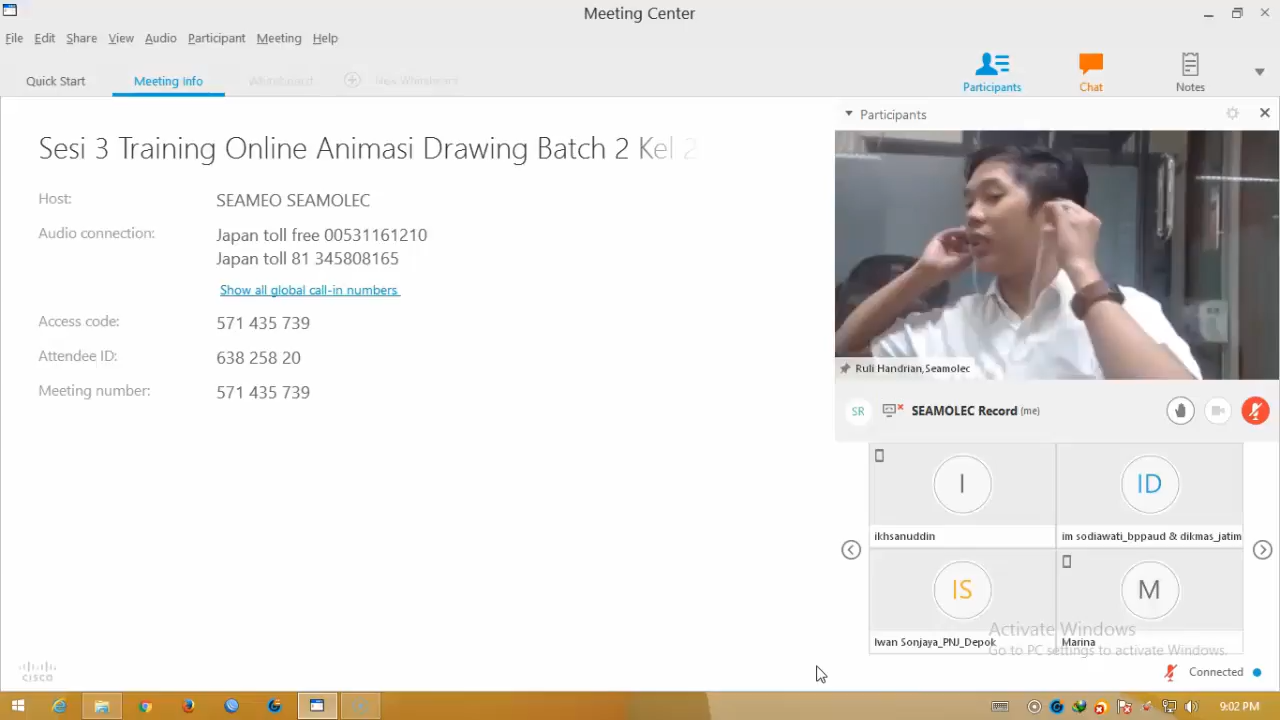 Meeting Center
File Edit Share View Audio Participant Meeting Help
Quick Start Meeting Info Whiteboard New Whiteboard
Participants Chat Notes
Participants
Sesi 3 Training Online Animasi Drawing Batch 2 Kel 2
Host: SEAMEO SEAMOLEC
Audio connection: Japan toll free 00531161210
Japan toll 81 345808165
Show all global call-in numbers
Access code: 571 435 739
Attendee ID: 638 258 20
Meeting number: 571 435 739
Ruli Handrian,Seamolec
SR SEAMOLEC Record (me)
I ID
ikhsanuddin im sodiawati_bppaud & dikmas_jatim
IS M
Iwan Sonjaya_PNJ_Depok Marina
Activate Windows
Go to PC settings to activate Windows.
cisco
Connected
9:02 PM